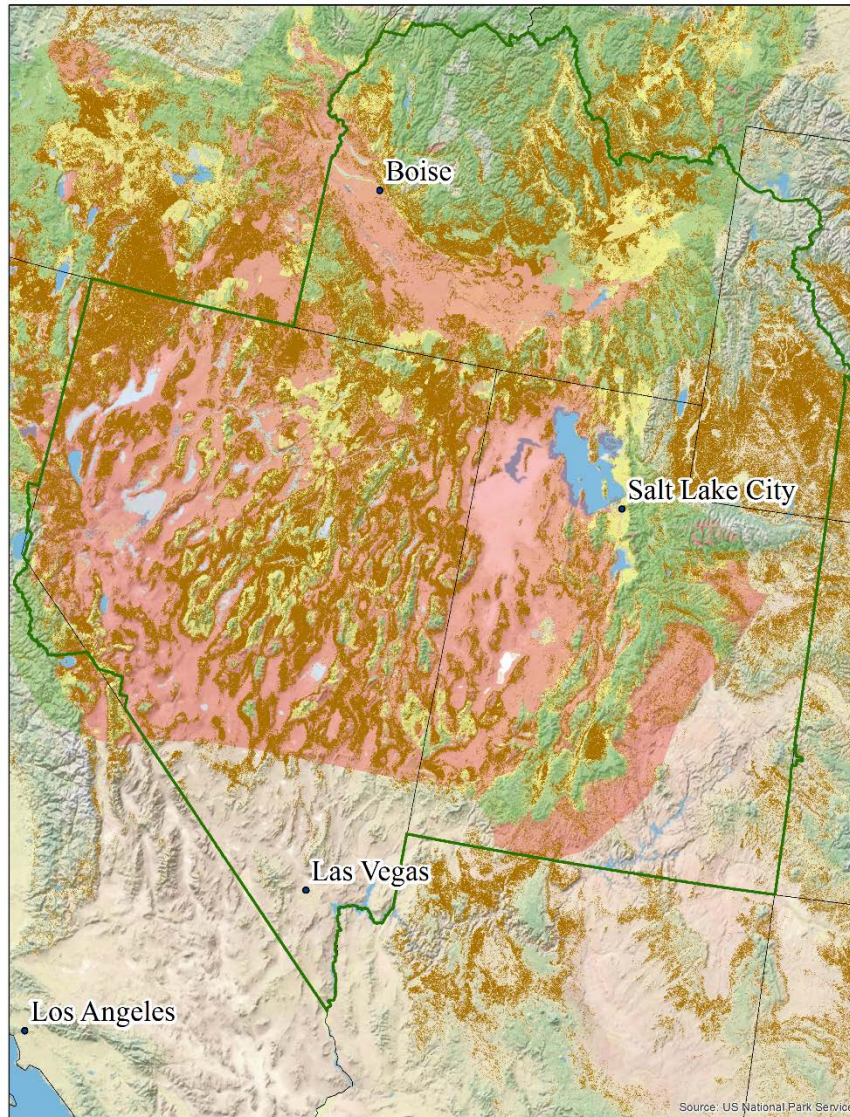 Boise
Salt Lake City
Las Vegas
Los Angeles
Source: US National Park Service